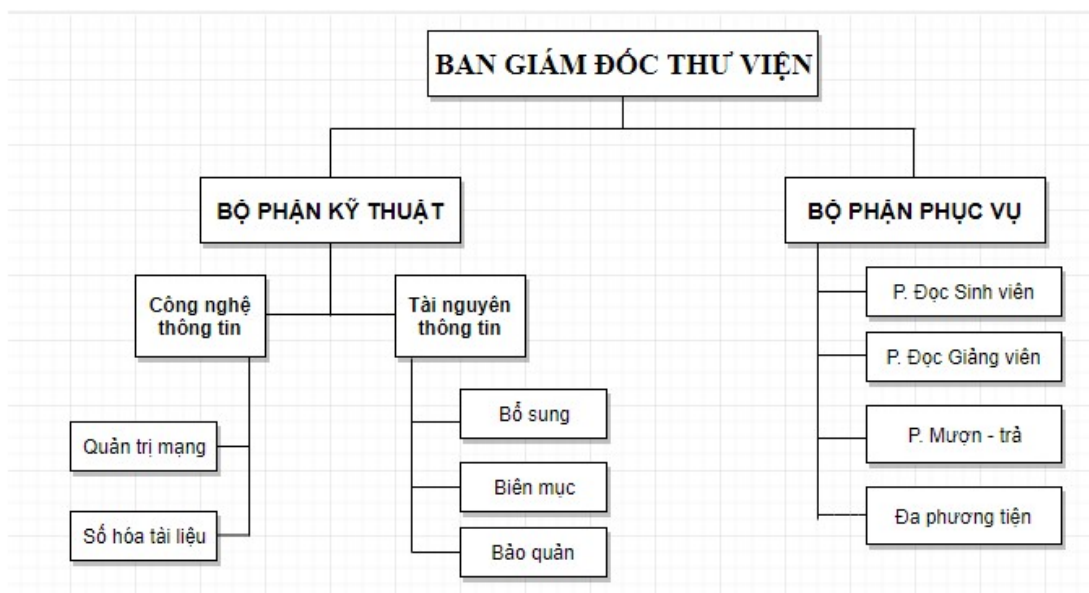 BAN GIÁM ĐỐC THƯ VIỆN
BỘ PHẬN KỸ THUẬT
BỘ PHẬN PHỤC VỤ
Công nghệ
thông tin
Tài nguyên
thông tin
Quản trị mạng
Số hóa tài liệu
Bổ sung
Biên mục
Bảo quản
P. Đọc Sinh viên
P. Đọc Giảng viên
P. Mượn - trả
Đa phương tiện